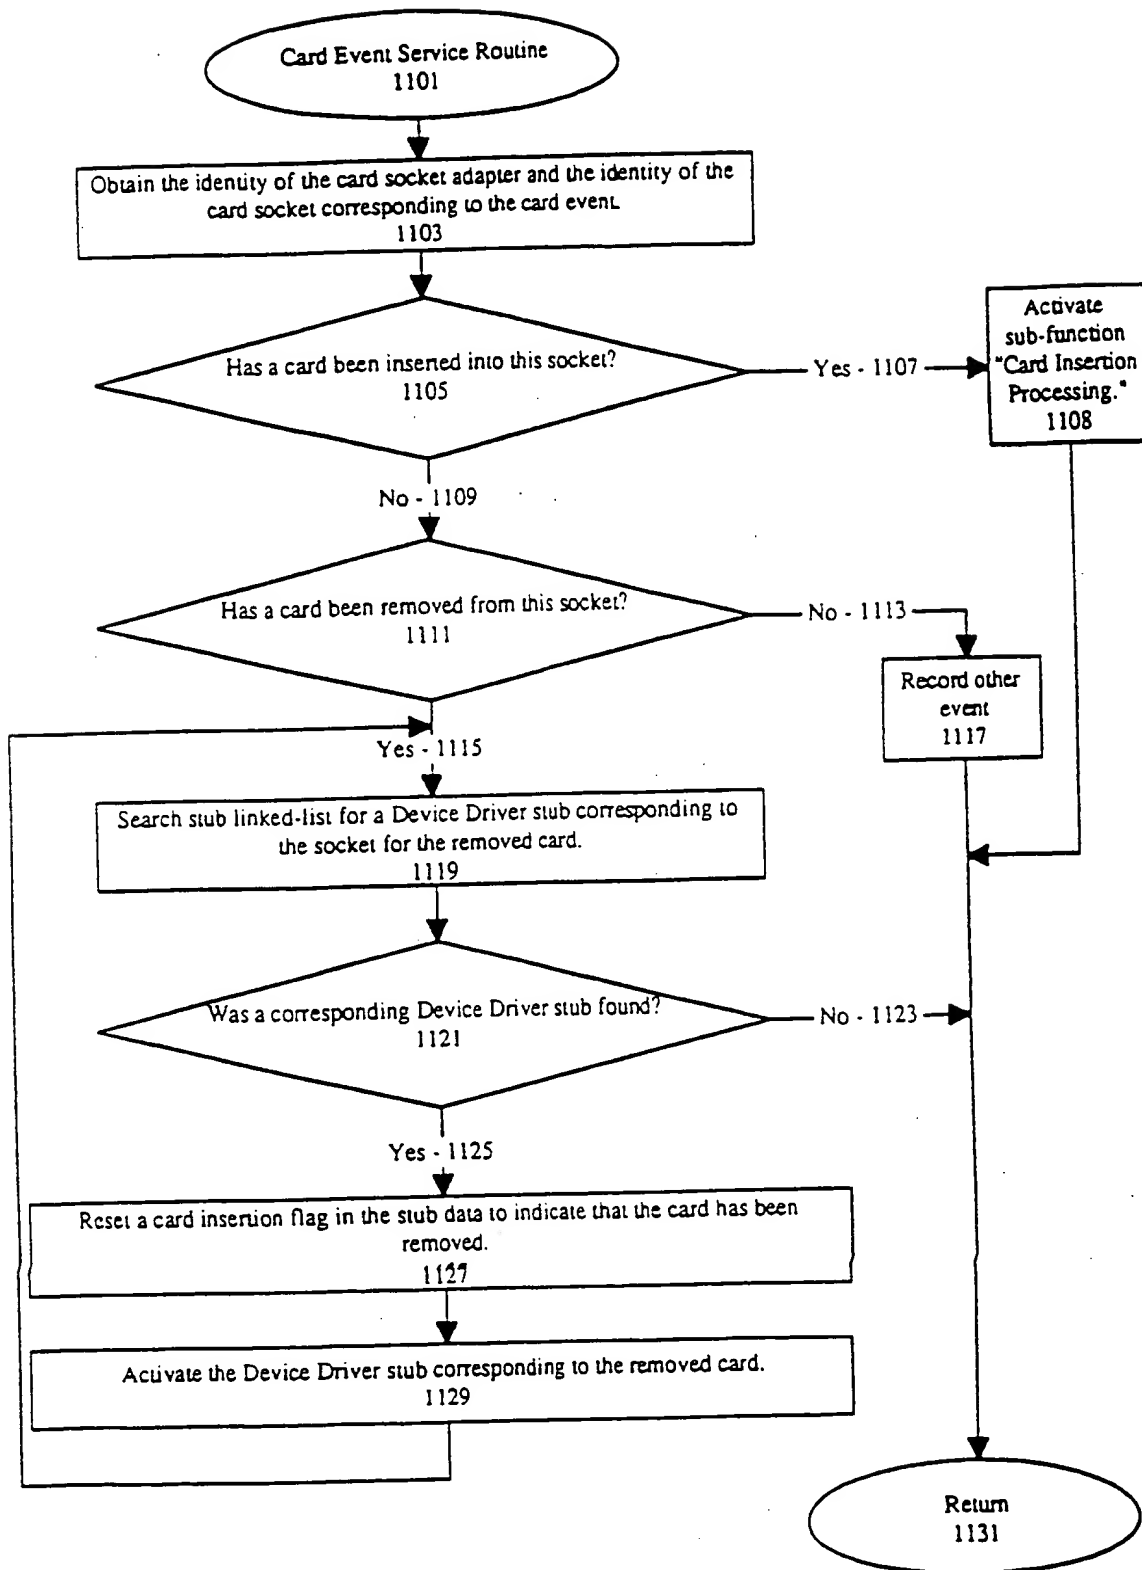 Card Event Service Routine
1101
Obtain the identity of the card socket adapter and the identity of the
card socket corresponding to the card event.
1103
Has a card been inserted into this socket?
1105
Yes - 1107
Activate
sub-function
"Card Insertion
Processing."
1108
No - 1109
Has a card been removed from this socket?
1111
No - 1113
Record other
event
1117
Yes - 1115
Search stub linked-list for a Device Driver stub corresponding to
the socket for the removed card.
1119
Was a corresponding Device Driver stub found?
1121
No - 1123
Yes - 1125
Reset a card insertion flag in the stub data to indicate that the card has been
removed.
1127
Activate the Device Driver stub corresponding to the removed card.
1129
Return
1131